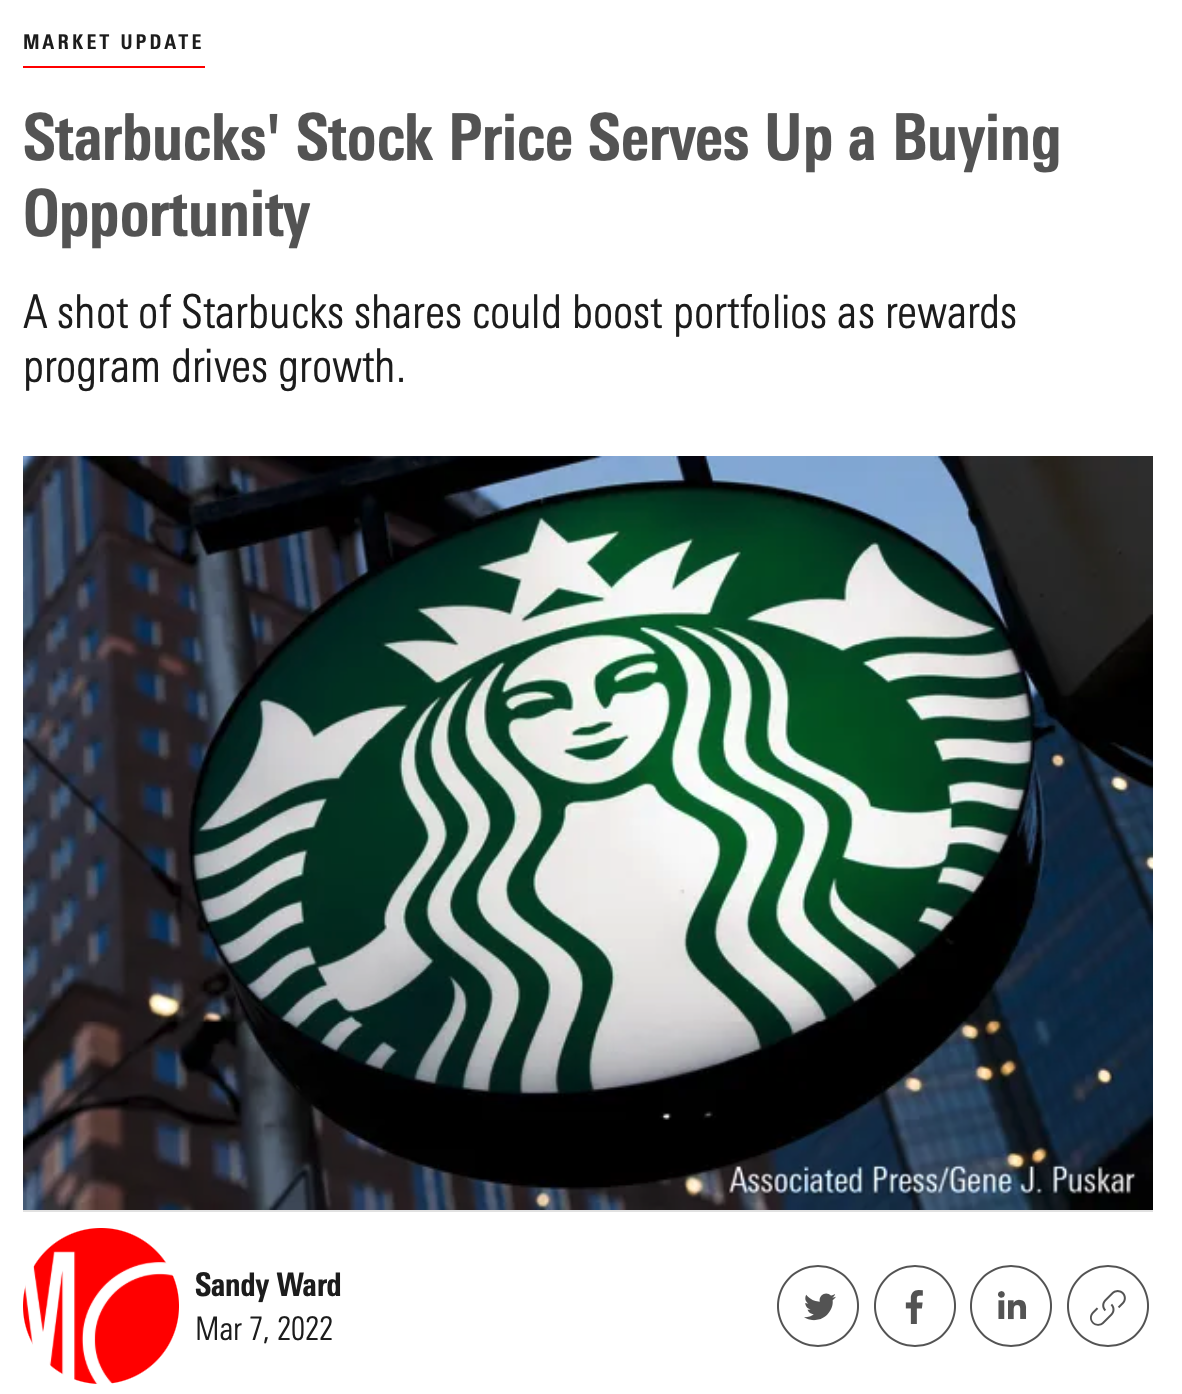 MARKET UPDATE
Starbucks' Stock Price Serves Up a Buying
Opportunity
A shot of Starbucks shares could boost portfolios as rewards
program drives growth.
Associated Press/Gene J. Puskar
Sandy Ward
Mar 7, 2022